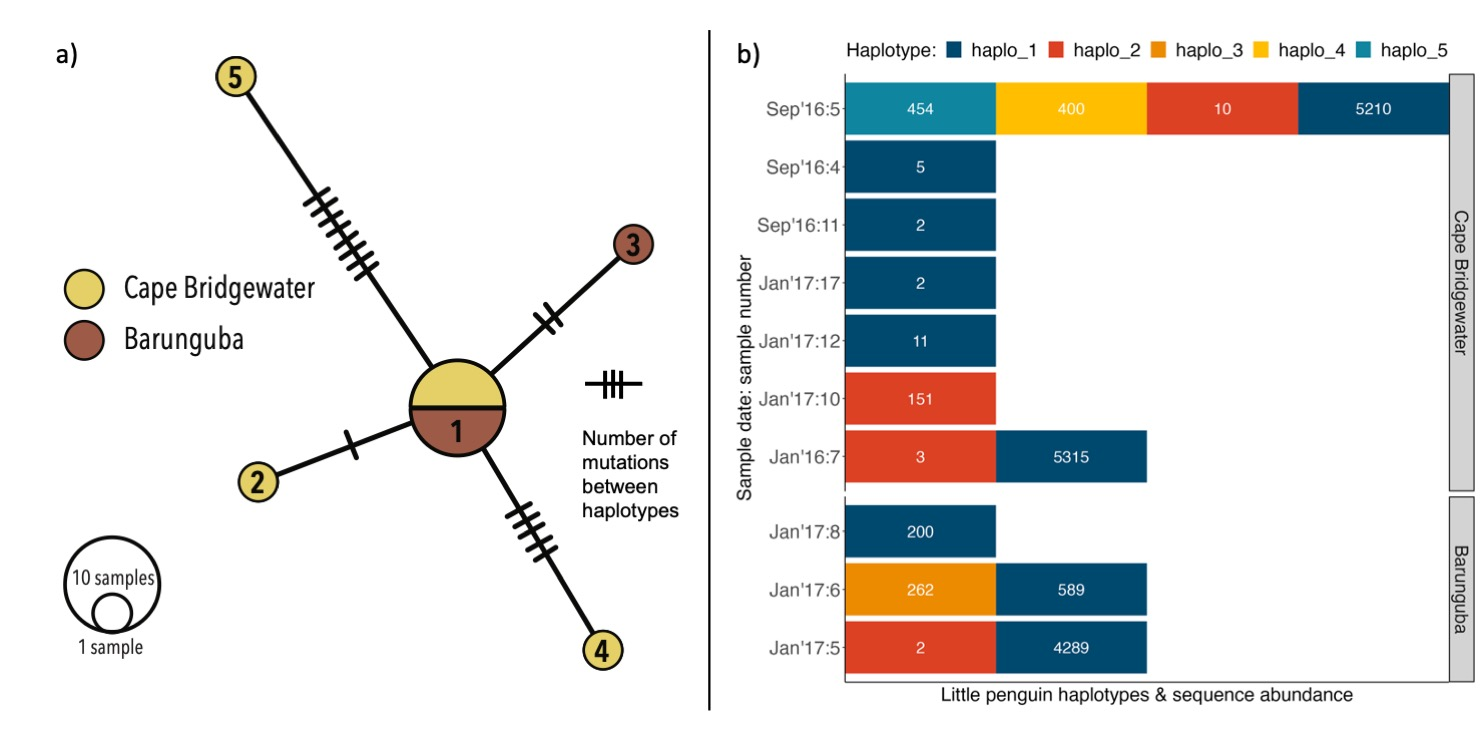 a)
5
3
Cape Bridgewater
Barunguba
1
2
Number of
mutations
between
haplotypes
10 samples
1 sample
4
b)
Haplotype: haplo_1 haplo_2 haplo_3 haplo_4 haplo_5
Sample date: sample number
Sep'16:5 454 400 10 5210
Sep'16:4 5
Sep'16:11 2
Jan'17:17 2
Jan'17:12 11
Jan'17:10 151
Jan'16:7 3 5315
Cape Bridgewater
Jan'17:8 200
Jan'17:6 262 589
Jan'17:5 2 4289
Barunguba
Little penguin haplotypes & sequence abundance